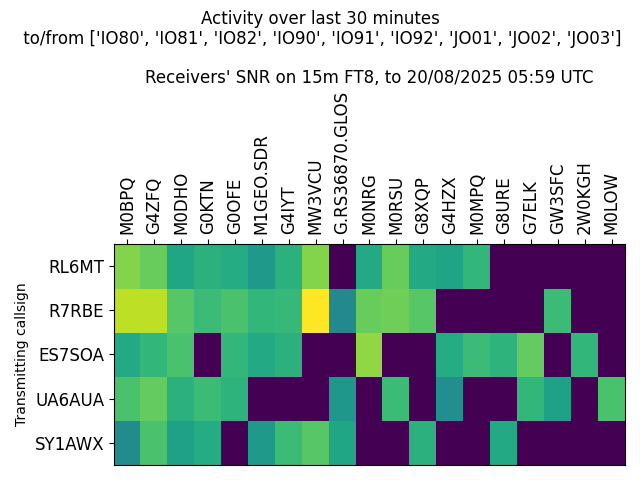 Activity over last 30 minutes
to/from ['IO80', 'IO81', 'IO82', 'IO90', 'IO91', 'IO92', 'JO01', 'JO02', 'JO03']
Receivers' SNR on 15m FT8, to 20/08/2025 05:59 UTC
M0BPQ
G4ZFQ
M0DHO
G0KTN
G0OFE
M1GEO.SDR
G4IYT
MW3VCU
G.RS36870.GLOS
M0NRG
M0RSU
G8XQP
G4HZX
M0MPQ
G8URE
G7ELK
GW3SFC
2W0KGH
M0LOW
Transmitting callsign
RL6MT
R7RBE
ES7SOA
UA6AUA
SY1AWX